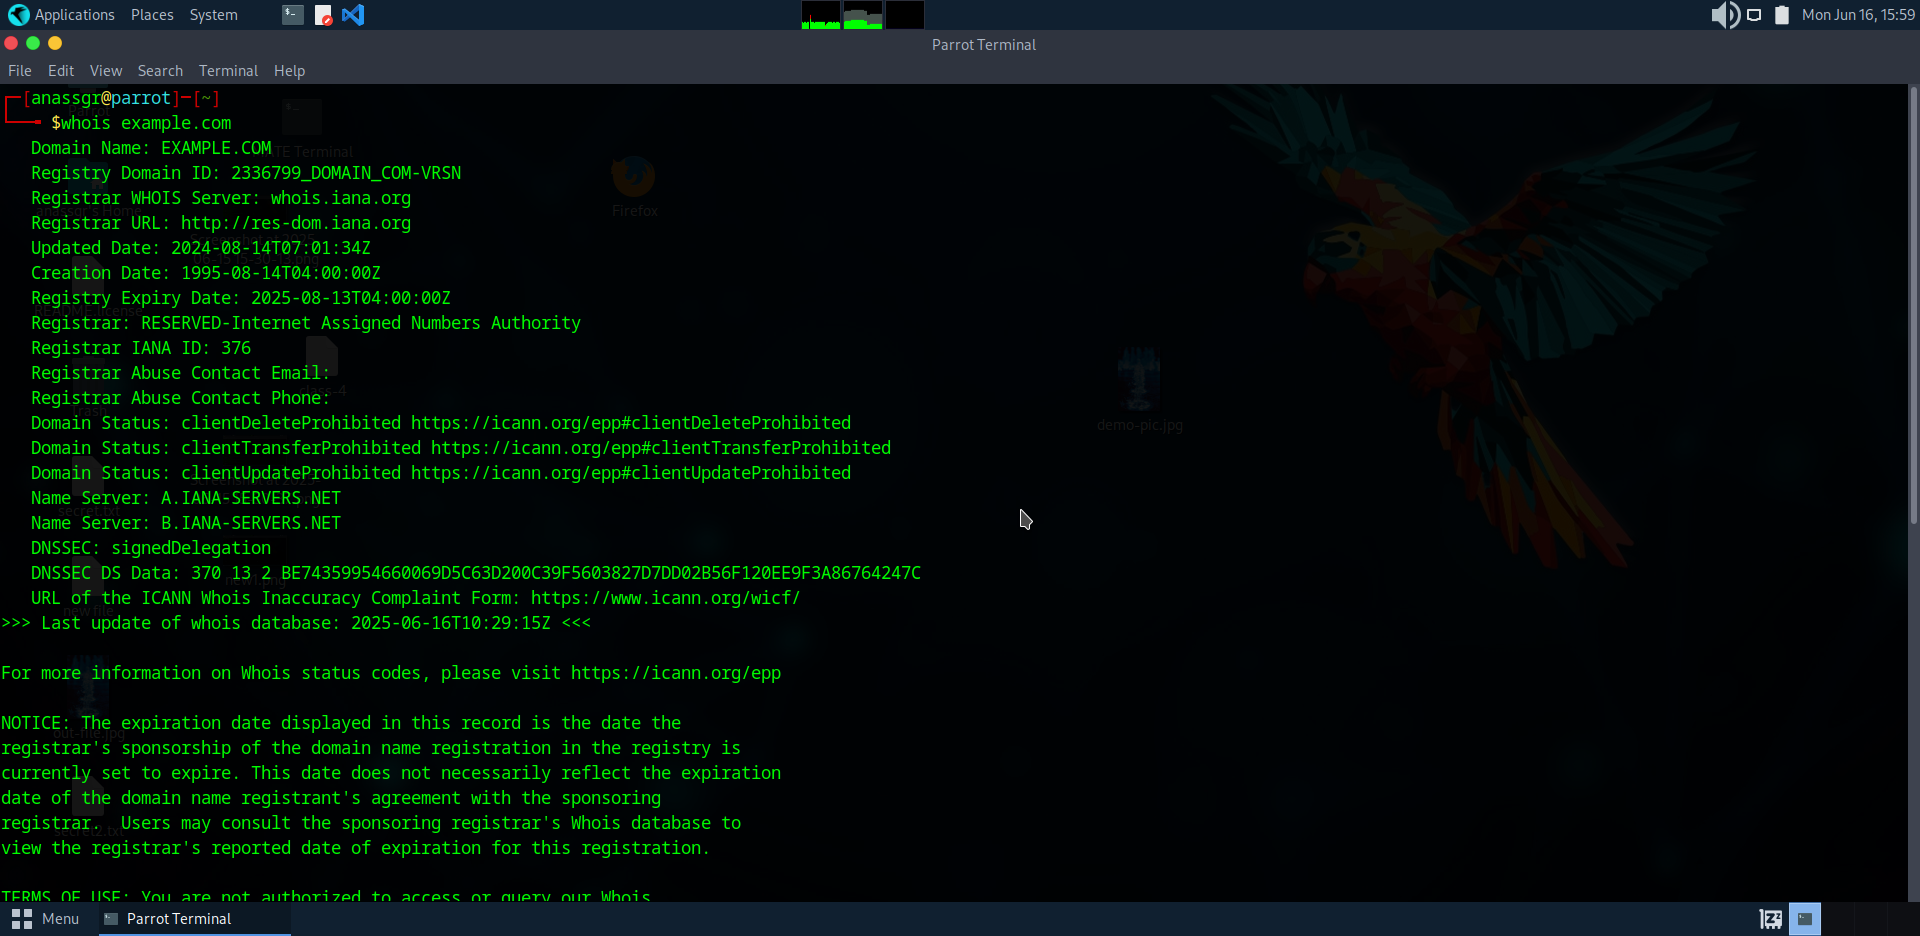 Applications Places System
Mon Jun 16, 15:59
Parrot Terminal
File Edit View Search Terminal Help
[anassgr@parrot]─[~]
$whois example.com
Domain Name: EXAMPLE.COM
Registry Domain ID: 2336799_DOMAIN_COM-VRSN
Registrar WHOIS Server: whois.iana.org
Registrar URL: http://res-dom.iana.org
Updated Date: 2024-08-14T07:01:34Z
Creation Date: 1995-08-14T04:00:00Z
Registry Expiry Date: 2025-08-13T04:00:00Z
Registrar: RESERVED-Internet Assigned Numbers Authority
Registrar IANA ID: 376
Registrar Abuse Contact Email:
Registrar Abuse Contact Phone:
Domain Status: clientDeleteProhibited https://icann.org/epp#clientDeleteProhibited
Domain Status: clientTransferProhibited https://icann.org/epp#clientTransferProhibited
Domain Status: clientUpdateProhibited https://icann.org/epp#clientUpdateProhibited
Name Server: A.IANA-SERVERS.NET
Name Server: B.IANA-SERVERS.NET
DNSSEC: signedDelegation
DNSSEC DS Data: 370 13 2 BE74359954660069D5C63D200C39F5603827D7DD02B56F120EE9F3A86764247C
URL of the ICANN Whois Inaccuracy Complaint Form: https://www.icann.org/wicf/
>>> Last update of whois database: 2025-06-16T10:29:15Z <<<
For more information on Whois status codes, please visit https://icann.org/epp
NOTICE: The expiration date displayed in this record is the date the
registrar's sponsorship of the domain name registration in the registry is
currently set to expire. This date does not necessarily reflect the expiration
date of the domain name registrant's agreement with the sponsoring
registrar.  Users may consult the sponsoring registrar's Whois database to
view the registrar's reported date of expiration for this registration.
TERMS OF USE: You are not authorized to access or query our Whois
Firefox
demo-pic.jpg
Menu Parrot Terminal